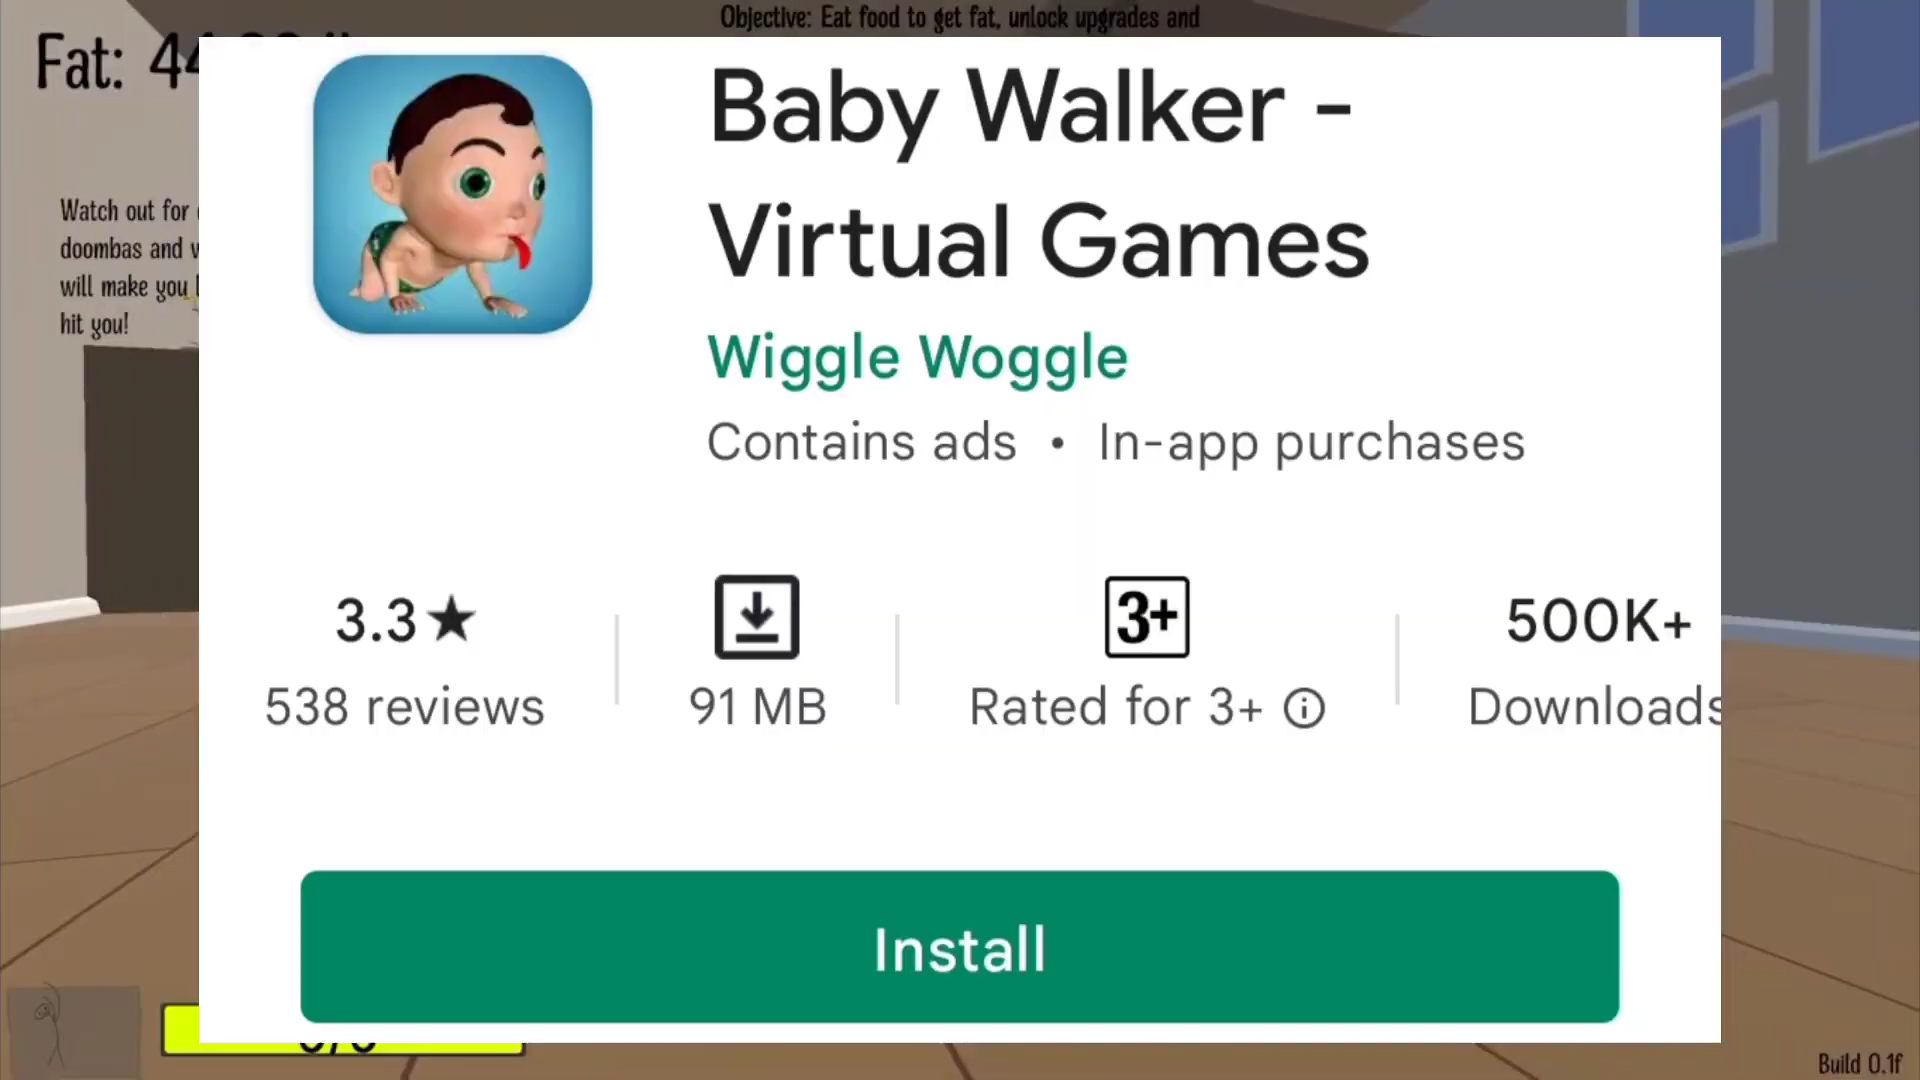 Objective: Eat food to get fat, unlock upgrades and
Fat: 44
Baby Walker -
Virtual Games
Wiggle Woggle
Contains ads • In-app purchases
Watch out for
doombas and
will make you
hit you!
3.3★
538 reviews
91 MB
3+
Rated for 3+
500K+
Downloads
Install
Build 0.1f